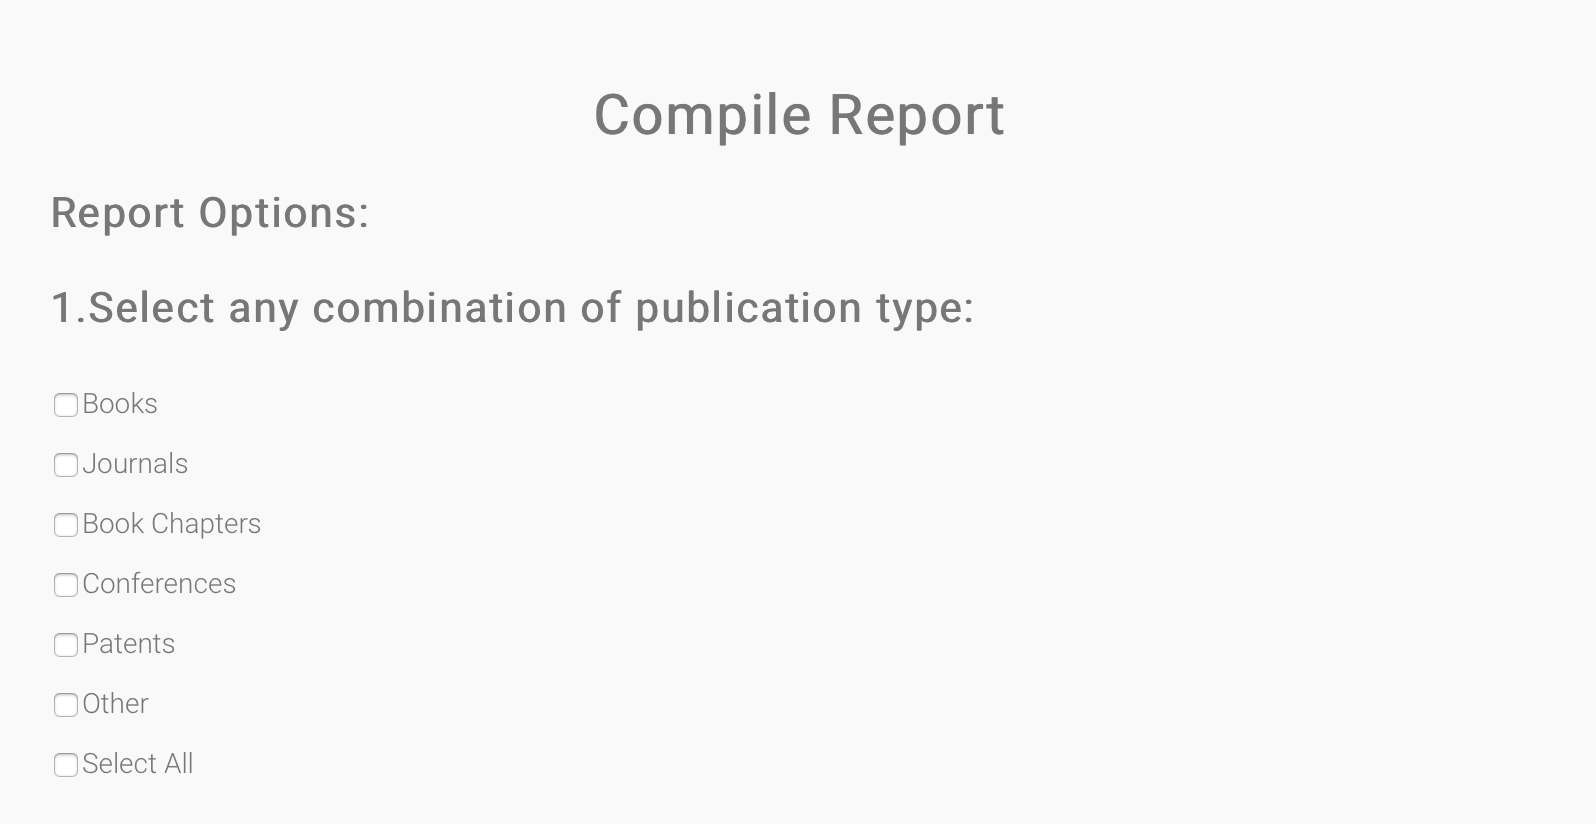 Compile Report
Report Options:
1.Select any combination of publication type:
Books
Journals
Book Chapters
Conferences
Patents
Other
Select All